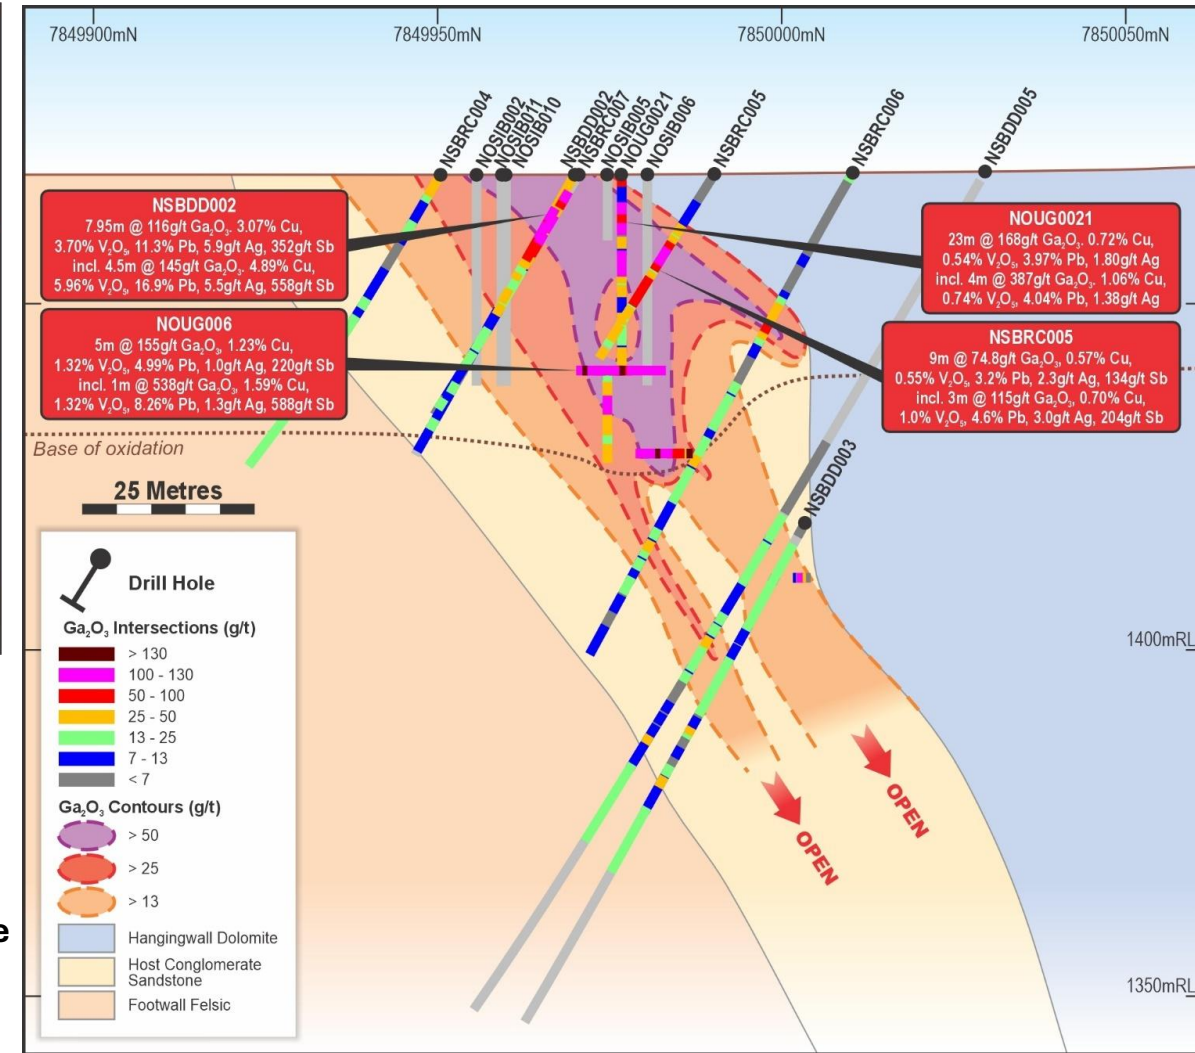 7849900mN
7849950mN
7850000mN
7850050mN
NSBRC004
NOSIB002
NOSIB011
NOSIB010
NSBDD002
NSBRC007
NOSIB005
NOUG0021
NOSIB006
NSBRC005
NSBRC006
NSBDD005
NSBDD002
7.95m @ 116g/t Ga₂O₃. 3.07% Cu,
3.70% V₂O₅, 11.3% Pb, 5.9g/t Ag, 352g/t Sb
incl. 4.5m @ 145g/t Ga₂O₃. 4.89% Cu,
5.96% V₂O₅, 16.9% Pb, 5.5g/t Ag, 558g/t Sb
NOUG006
5m @ 155g/t Ga₂O₃, 1.23% Cu,
1.32% V₂O₅, 4.99% Pb, 1.0g/t Ag, 220g/t Sb
incl. 1m @ 538g/t Ga₂O₃, 1.59% Cu,
1.32% V₂O₅, 8.26% Pb, 1.3g/t Ag, 588g/t Sb
NOUG0021
23m @ 168g/t Ga₂O₃. 0.72% Cu,
0.54% V₂O₅, 3.97% Pb, 1.80g/t Ag
incl. 4m @ 387g/t Ga₂O₃. 1.06% Cu,
0.74% V₂O₅, 4.04% Pb, 1.38g/t Ag
NSBRC005
9m @ 74.8g/t Ga₂O₃, 0.57% Cu,
0.55% V₂O₅, 3.2% Pb, 2.3g/t Ag, 134g/t Sb
incl. 3m @ 115g/t Ga₂O₃, 0.70% Cu,
1.0% V₂O₅, 4.6% Pb, 3.0g/t Ag, 204g/t Sb
Base of oxidation
NSBDD003
25 Metres
Drill Hole
Ga₂O₃ Intersections (g/t)
> 130
100 - 130
50 - 100
25 - 50
13 - 25
7 - 13
< 7
Ga₂O₃ Contours (g/t)
> 50
> 25
> 13
Hangingwall Dolomite
Host Conglomerate
Sandstone
Footwall Felsic
1400mRL
OPEN
OPEN
e
1350mRL